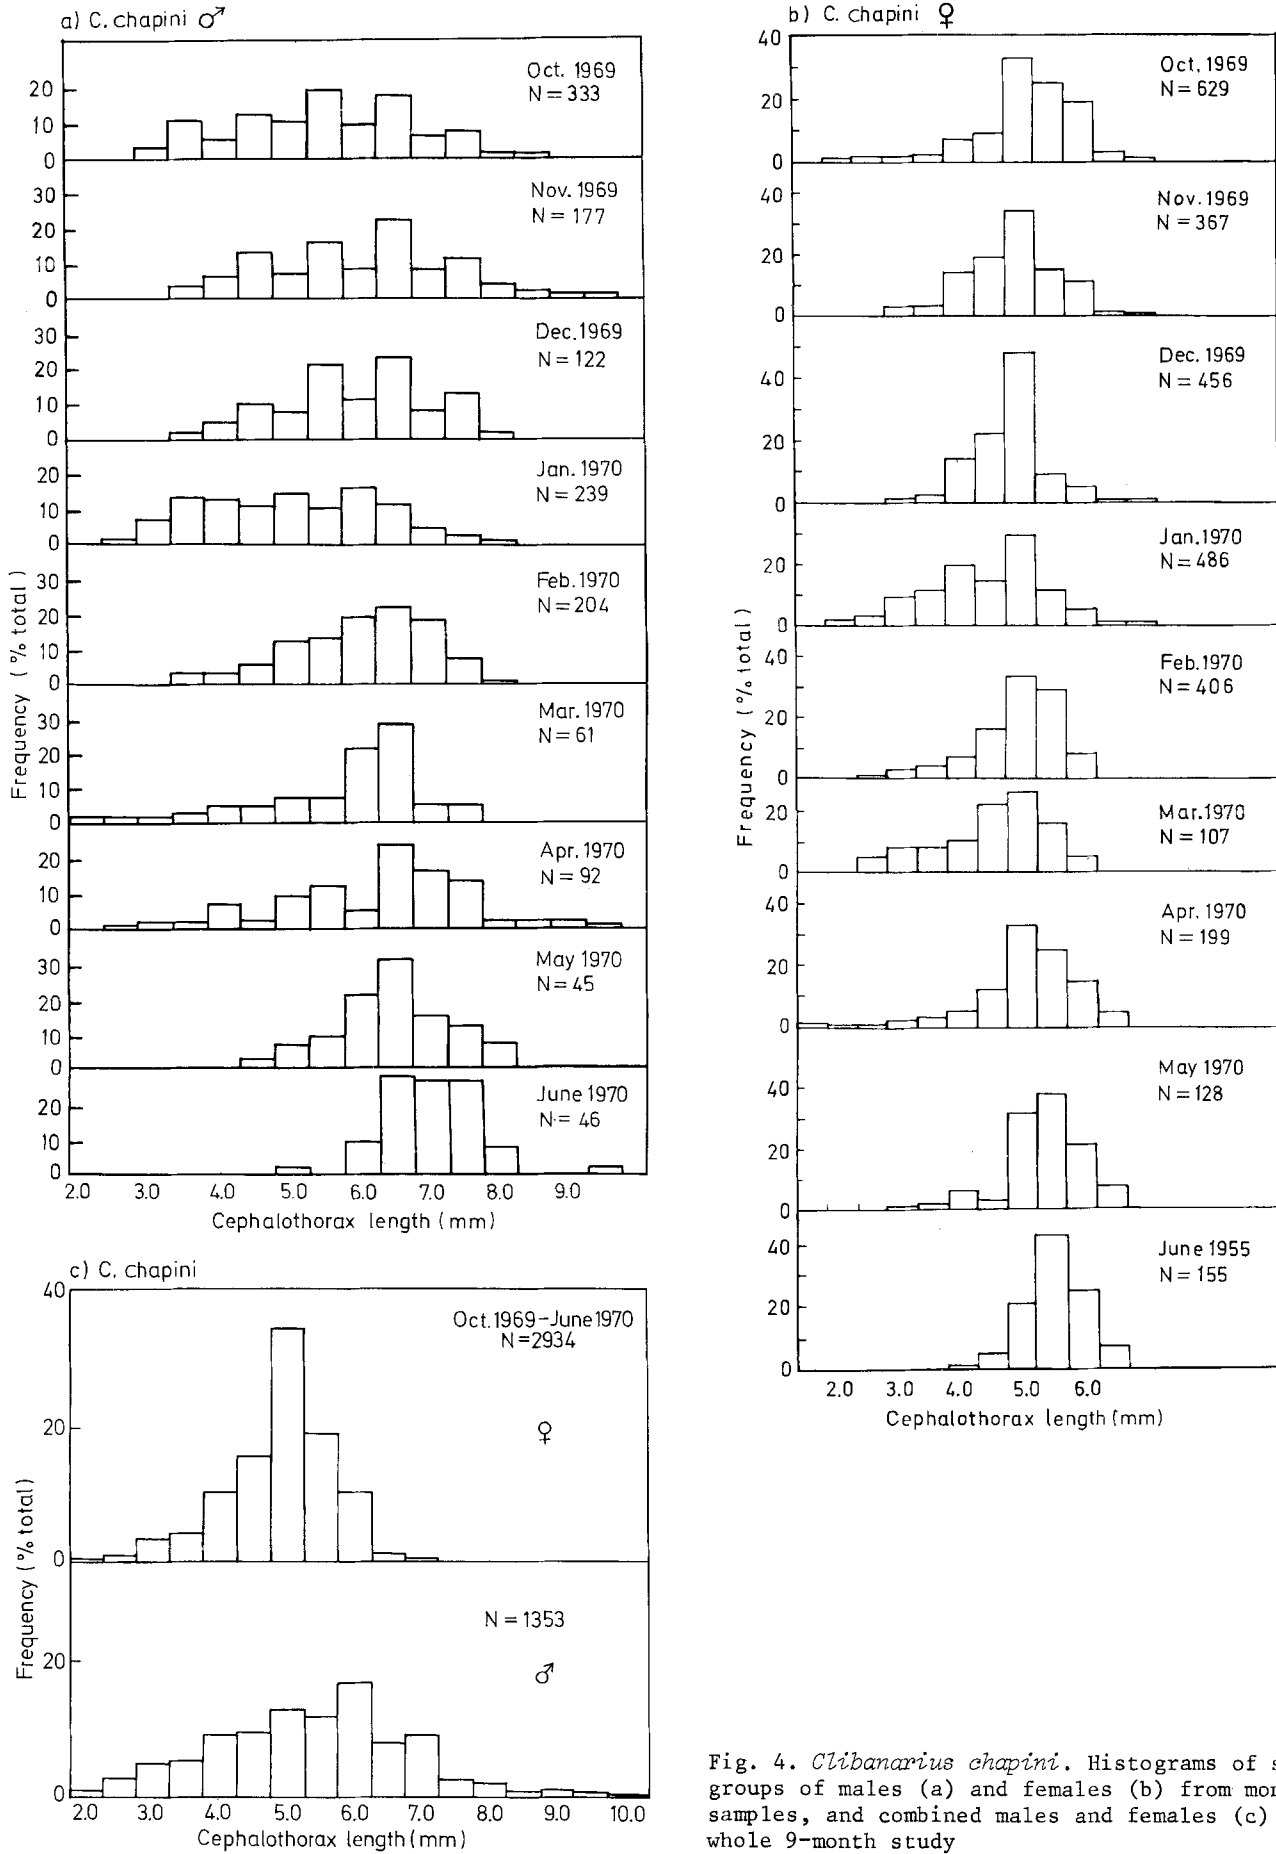 a) C. chapini ♂
Oct. 1969
N = 333
20
10
0
Nov. 1969
N = 177
30
20
10
0
Dec. 1969
N = 122
30
20
10
0
Jan. 1970
N = 239
20
10
0
Feb. 1970
N = 204
30
20
10
0
Mar. 1970
N = 61
30
20
10
0
Apr. 1970
N = 92
20
10
0
May 1970
N = 45
30
20
10
0
June 1970
N = 46
20
10
0
Frequency (% total)
2.0 3.0 4.0 5.0 6.0 7.0 8.0 9.0
Cephalothorax length (mm)
b) C. chapini ♀
Oct. 1969
N = 629
40
20
0
Nov. 1969
N = 367
40
20
0
Dec. 1969
N = 456
40
20
0
Jan. 1970
N = 486
20
0
Feb. 1970
N = 406
40
20
0
Mar. 1970
N = 107
20
0
Apr. 1970
N = 199
40
20
0
May 1970
N = 128
40
20
0
June 1955
N = 155
40
20
0
Frequency (% total)
2.0 3.0 4.0 5.0 6.0
Cephalothorax length (mm)
c) C. chapini
Oct. 1969–June 1970
N=2934
♀
40
20
0
N = 1353
♂
20
0
Frequency (% total)
2.0 3.0 4.0 5.0 6.0 7.0 8.0 9.0 10.0
Cephalothorax length (mm)
Fig. 4. Clibanarius chapini. Histograms of
groups of males (a) and females (b) from
samples, and combined males and females (c)
whole 9-month study